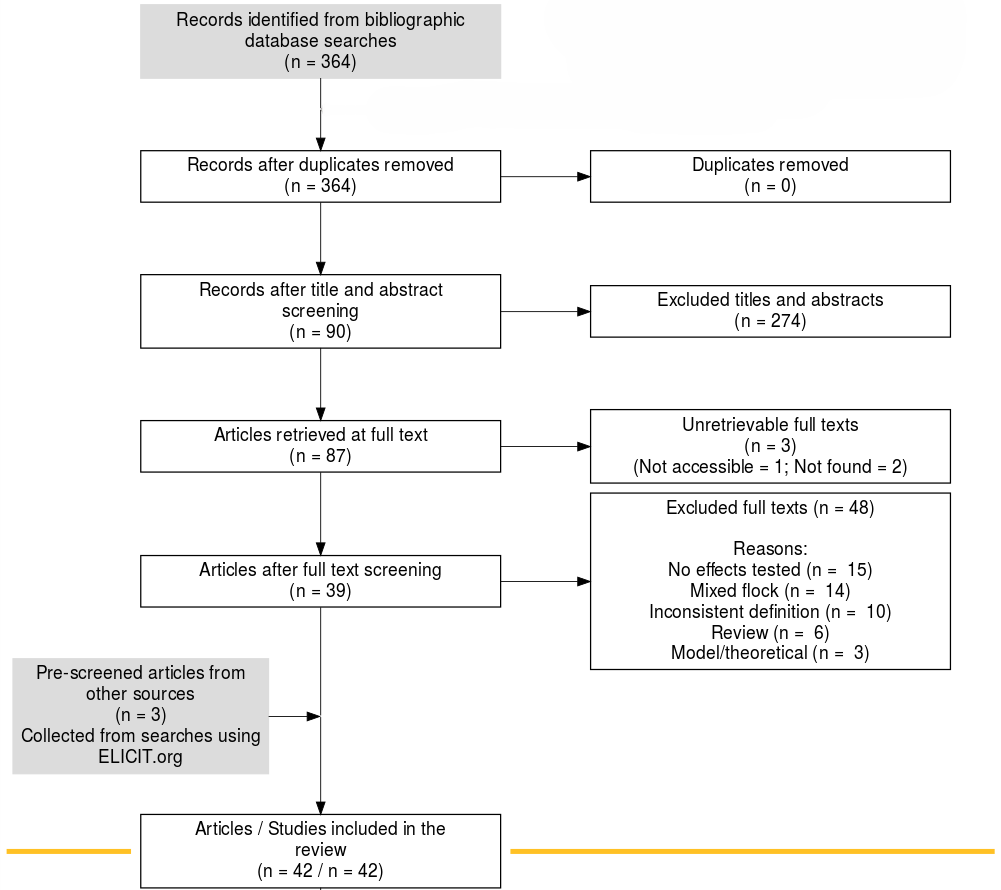 Records identified from bibliographic
database searches
(n = 364)
Records after duplicates removed
(n = 364)
Duplicates removed
(n = 0)
Records after title and abstract
screening
(n = 90)
Excluded titles and abstracts
(n = 274)
Articles retrieved at full text
(n = 87)
Unretrievable full texts
(n = 3)
(Not accessible = 1; Not found = 2)
Articles after full text screening
(n = 39)
Excluded full texts (n = 48)
Reasons:
No effects tested (n =  15)
Mixed flock (n =  14)
Inconsistent definition (n =  10)
Review (n =  6)
Model/theoretical (n =  3)
Pre-screened articles from
other sources
(n = 3)
Collected from searches using
ELICIT.org
Articles / Studies included in the
review
(n = 42 / n = 42)